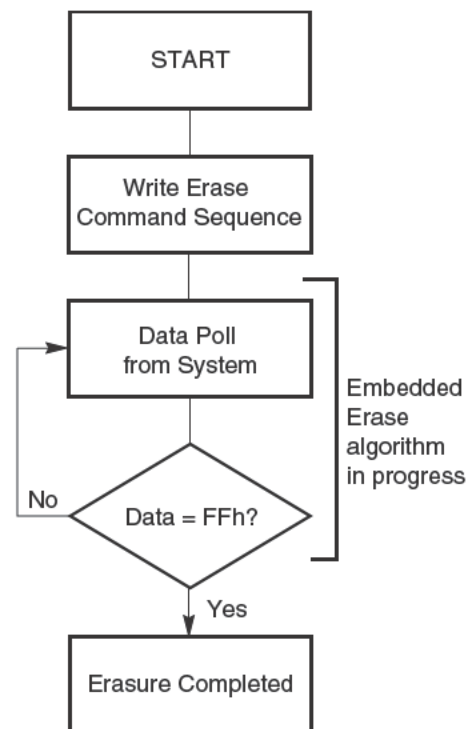 START
Write Erase
Command Sequence
Data Poll
from System
Embedded
Erase
algorithm
in progress
No
Data = FFh?
Yes
Erasure Completed